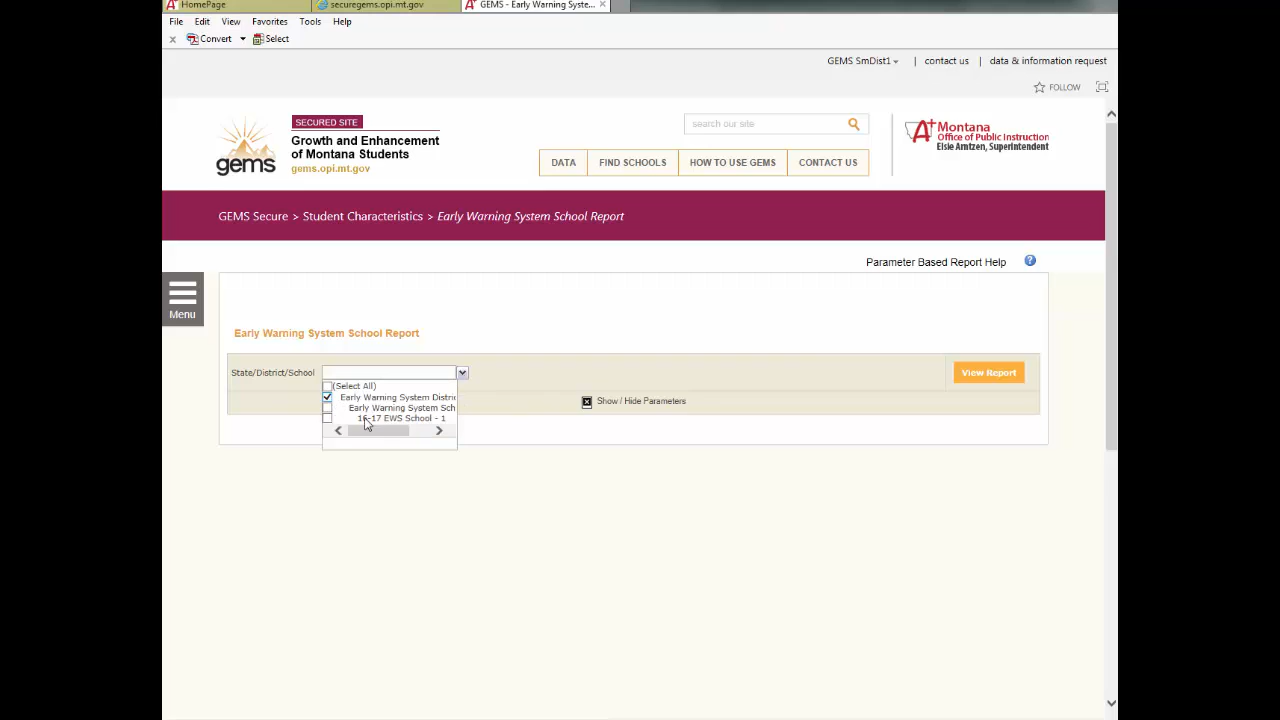 HomePage securegems.opi.mt.gov GEMS - Early Warning Syste...
File Edit View Favorites Tools Help
Convert Select
GEMS SmDist1 | contact us | data & information request
FOLLOW
SECURED SITE
Growth and Enhancement
of Montana Students
gems
gems.opi.mt.gov
search our site
A+ Montana
Office of Public Instruction
Elsie Arntzen, Superintendent
DATA FIND SCHOOLS HOW TO USE GEMS CONTACT US
GEMS Secure > Student Characteristics > Early Warning System School Report
Parameter Based Report Help ?
Menu
Early Warning System School Report
State/District/School View Report
(Select All)
Early Warning System Distric
Show / Hide Parameters
Early Warning System Sch
16-17 EWS School - 1